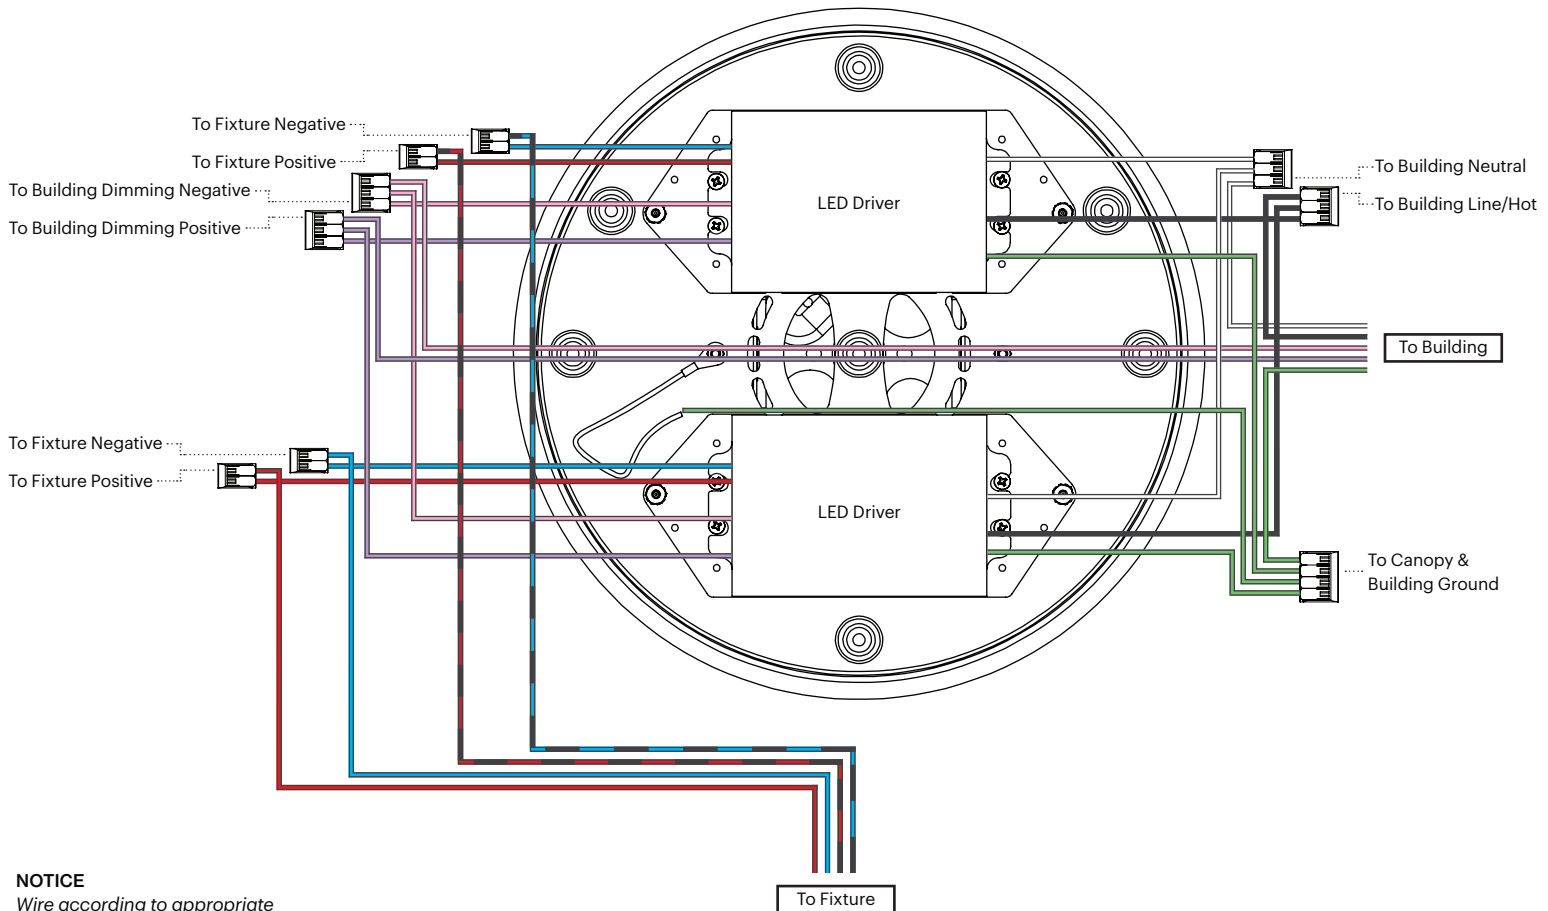 To Fixture Negative
To Fixture Positive
To Building Dimming Negative
To Building Dimming Positive
LED Driver
To Building Neutral
To Building Line/Hot
To Building
To Fixture Negative
To Fixture Positive
LED Driver
To Canopy &
Building Ground
NOTICE
Wire according to appropriate
To Fixture